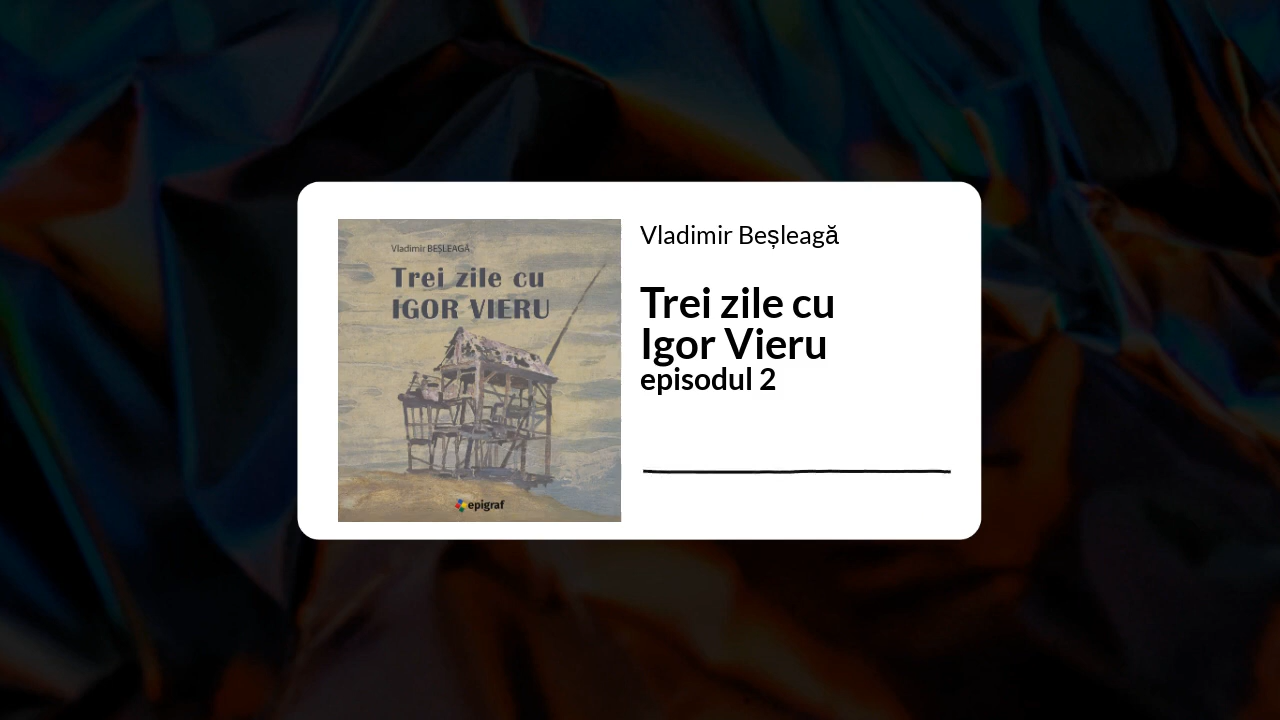 Vladimir BEȘLEAGĂ
Trei zile cu
IGOR VIERU
epigraf
Vladimir Beșleagă
Trei zile cu
Igor Vieru
episodul 2